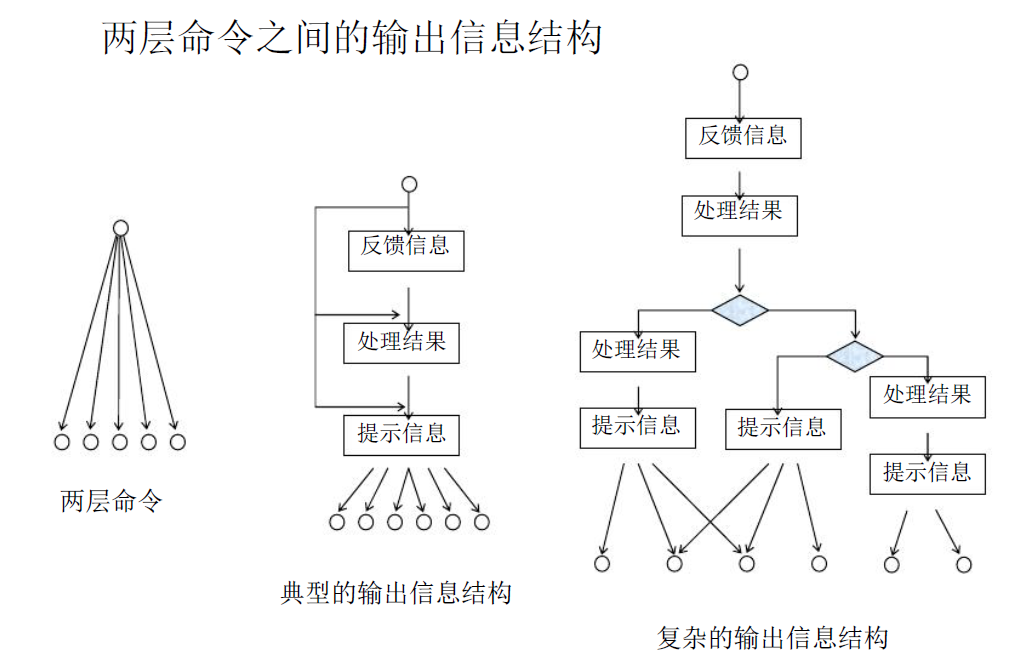 两层命令之间的输出信息结构
两层命令
反馈信息
处理结果
提示信息
典型的输出信息结构
反馈信息
处理结果
处理结果
提示信息
提示信息
处理结果
提示信息
复杂的输出信息结构